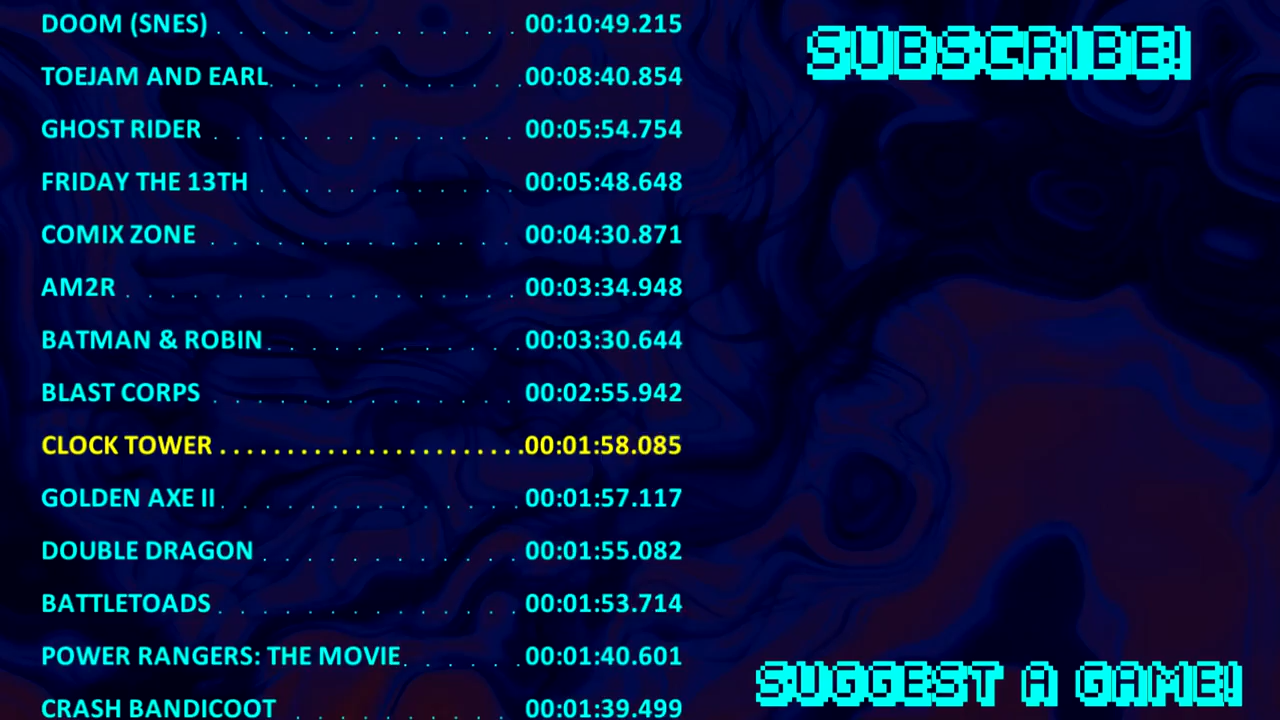 DOOM (SNES) . . . . . . . . . . . . . . 00:10:49.215
TOEJAM AND EARL. . . . . . . . . . . .00:08:40.854
GHOST RIDER . . . . . . . . . . . . . . 00:05:54.754
FRIDAY THE 13TH . . . . . . . . . . . . 00:05:48.648
COMIX ZONE . . . . . . . . . . . . . . 00:04:30.871
AM2R . . . . . . . . . . . . . . . . . . 00:03:34.948
BATMAN & ROBIN. . . . . . . . . . . .00:03:30.644
BLAST CORPS . . . . . . . . . . . . . . 00:02:55.942
CLOCK TOWER . . . . . . . . . . . . . . . . . . . . . . .00:01:58.085
GOLDEN AXE II. . . . . . . . . . . . . .00:01:57.117
DOUBLE DRAGON . . . . . . . . . . . . 00:01:55.082
BATTLETOADS . . . . . . . . . . . . . .00:01:53.714
POWER RANGERS: THE MOVIE. . . . . .00:01:40.601
CRASH BANDICOOT . . . . . . . . . . 00:01:39.499
SUBSCRIBE!
SUGGEST A GAME!